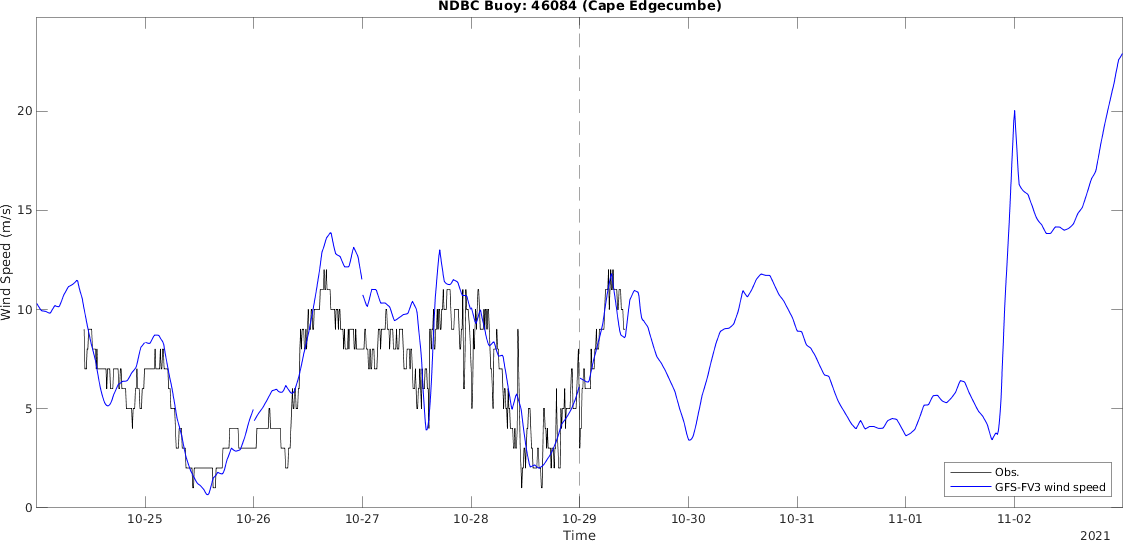 NDBC Buoy: 46084 (Cape Edgecumbe)
Wind Speed (m/s)
20
15
10
5
0
Obs.
GFS-FV3 wind speed
10-25 10-26 10-27 10-28 10-29 10-30 10-31 11-01 11-02
Time
2021